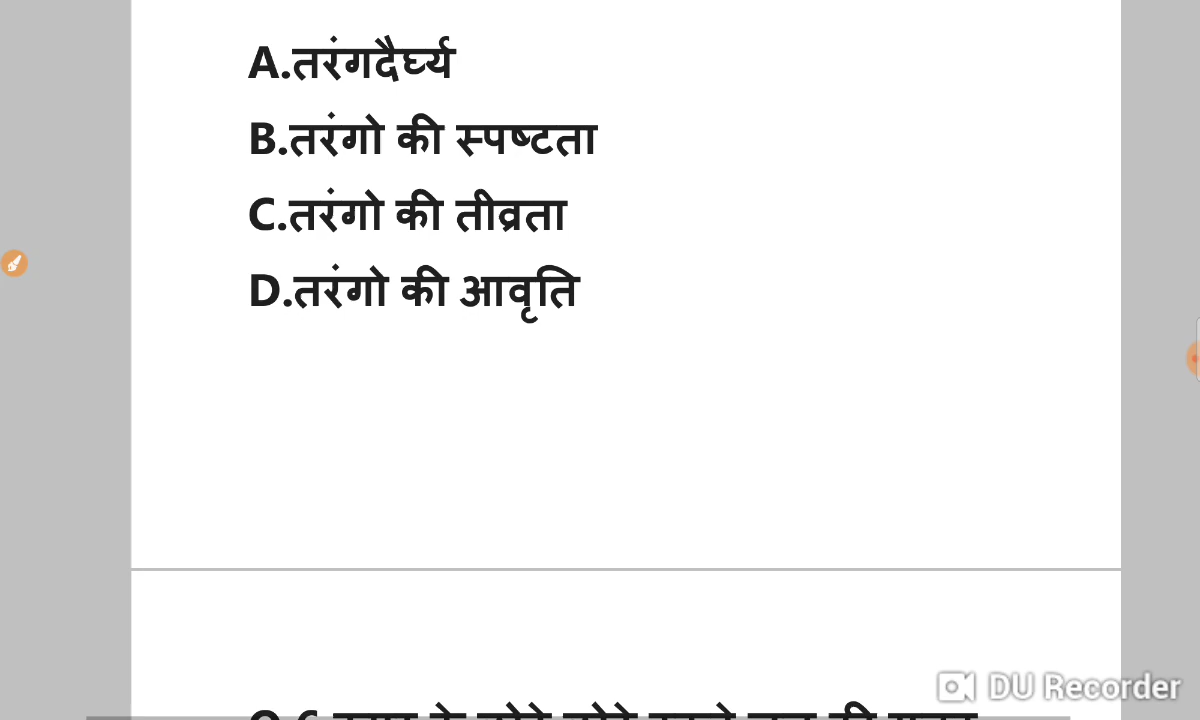 A.तरंगदैर्घ्य
B.तरंगो की स्पष्टता
C.तरंगो की तीव्रता
D.तरंगो की आवृति
DU Recorder